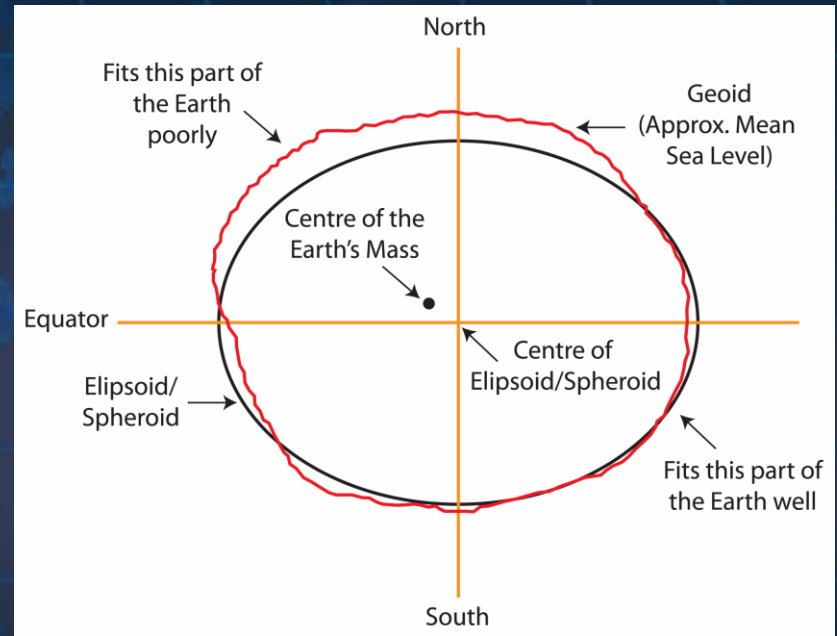 North
Fits this part of
the Earth
poorly
Geoid
(Approx. Mean
Sea Level)
Centre of the
Earth's Mass
Equator
Centre of
Elipsoid/Spheroid
Elipsoid/
Spheroid
Fits this part of
the Earth well
South